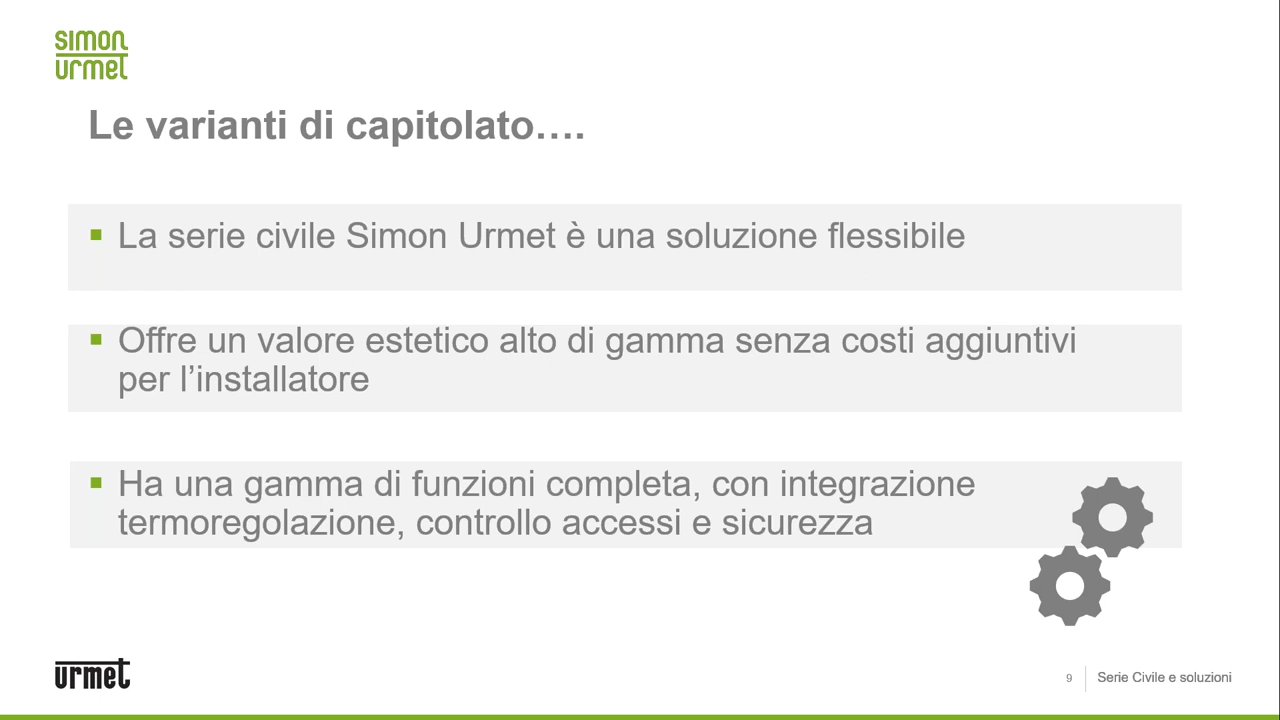 simon
urmet
Le varianti di capitolato….
▪ La serie civile Simon Urmet è una soluzione flessibile
▪ Offre un valore estetico alto di gamma senza costi aggiuntivi
per l’installatore
▪ Ha una gamma di funzioni completa, con integrazione
termoregolazione, controllo accessi e sicurezza
urmet
9
Serie Civile e soluzioni